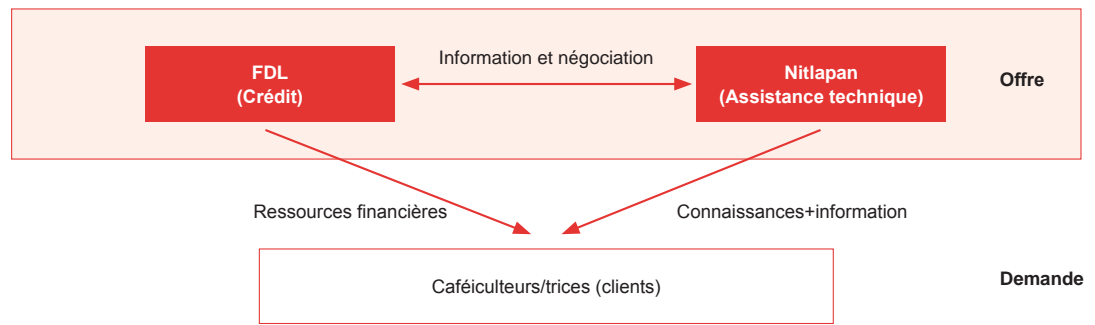 Information et négociation
FDL
(Crédit)
Nitlapan
(Assistance technique)
Offre
Ressources financières
Connaissances+information
Caféiculteurs/trices (clients)
Demande